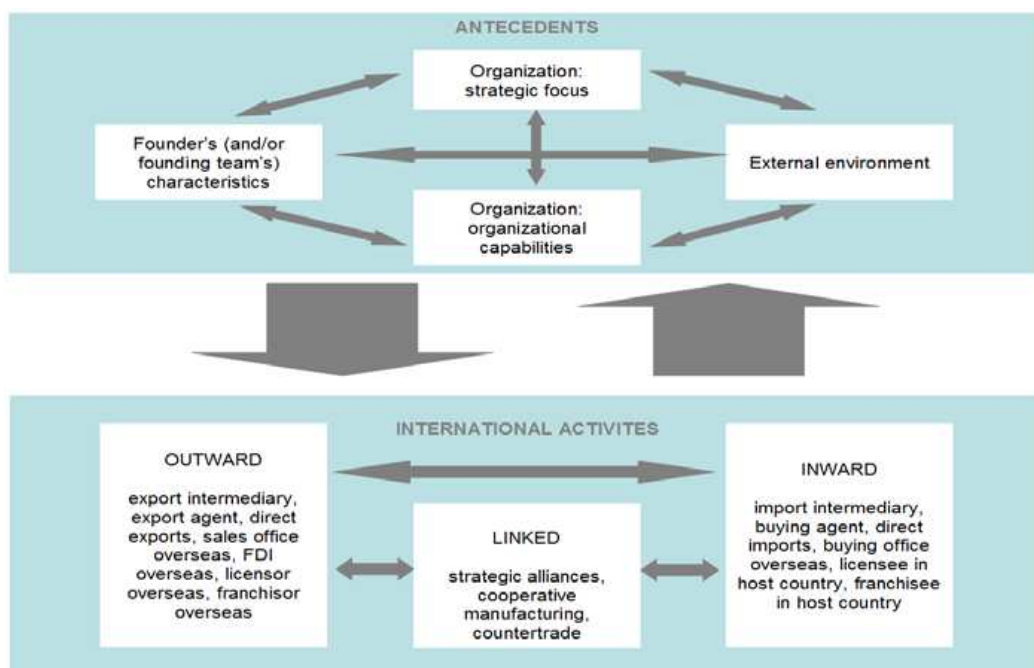 ANTECEDENTS
Organization:
strategic focus
Founder's (and/or
founding team's)
characteristics
External environment
Organization:
organizational
capabilities
INTERNATIONAL ACTIVITES
OUTWARD
export intermediary,
export agent, direct
exports, sales office
overseas, FDI
overseas, licensor
overseas, franchisor
overseas
LINKED
strategic alliances,
cooperative
manufacturing,
countertrade
INWARD
import intermediary,
buying agent, direct
imports, buying office
overseas, licensee in
host country, franchisee
in host country